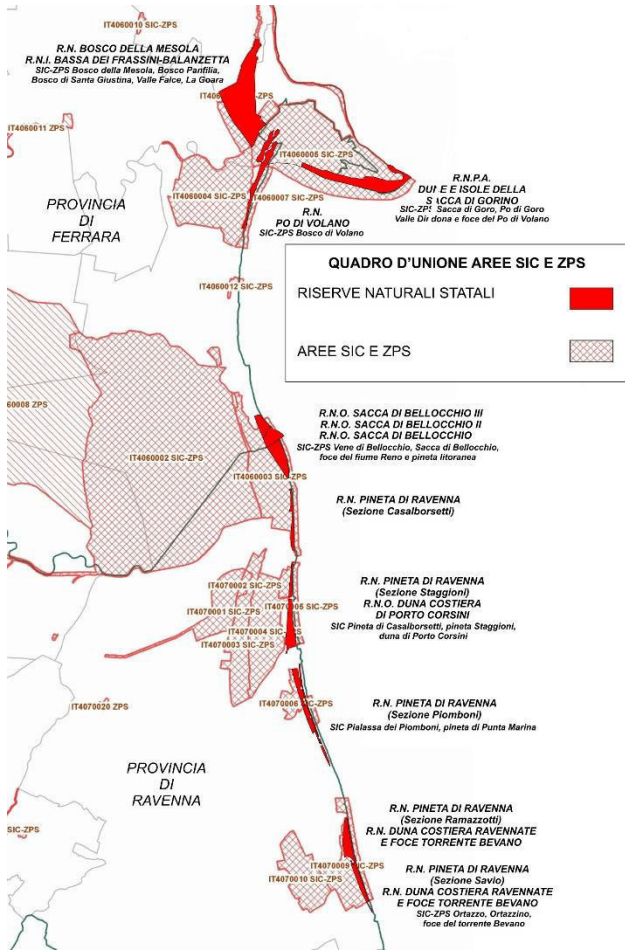 IT4060010 SIC-ZPS
R.N. BOSCO DELLA MESOLA
R.N.I. BASSA DEI FRASSINI-BALANZETTA
SIC-ZPS Bosco della Mesola, Bosco Panfilia,
Bosco di Santa Giustina, Valle Falce, La Goara
IT4060011 ZPS
IT4060005 SIC-ZPS
IT4060004 SIC-ZPS
IT4060007 SIC-ZPS
R.N.P.A.
DUNE E ISOLE DELLA
SACCA DI GORINO
SIC-ZPS Sacca di Goro, Po di Goro
Valle Dindona e foce del Po di Volano
R.N.
PO DI VOLANO
SIC-ZPS Bosco di Volano
PROVINCIA
DI
FERRARA
QUADRO D'UNIONE AREE SIC E ZPS
RISERVE NATURALI STATALI
AREE SIC E ZPS
IT4060012 SIC-ZPS
60008 ZPS
IT4060002 SIC-ZPS
IT4060003 SIC-ZPS
R.N.O. SACCA DI BELLOCCHIO III
R.N.O. SACCA DI BELLOCCHIO II
R.N.O. SACCA DI BELLOCCHIO
SIC-ZPS Vene di Bellocchio, Sacca di Bellocchio,
foce del fiume Reno e pineta litoranea
R.N. PINETA DI RAVENNA
(Sezione Casalborsetti)
IT4070002 SIC-ZPS
IT4070001 SIC-ZPS
IT4070005 SIC-ZPS
IT4070004 SIC-ZPS
IT4070003 SIC-ZPS
R.N. PINETA DI RAVENNA
(Sezione Staggioni)
R.N.O. DUNA COSTIERA
DI PORTO CORSINI
SIC Pineta di Casalborsetti, pineta Staggioni,
duna di Porto Corsini
IT4070020 ZPS
IT4070006 SIC-ZPS
R.N. PINETA DI RAVENNA
(Sezione Piomboni)
SIC Pialassa dei Piomboni, pineta di Punta Marina
PROVINCIA
DI
RAVENNA
SIC-ZPS
R.N. PINETA DI RAVENNA
(Sezione Ramazzotti)
R.N. DUNA COSTIERA RAVENNATE
E FOCE TORRENTE BEVANO
IT4070009 SIC-ZPS
IT4070010 SIC-ZPS
R.N. PINETA DI RAVENNA
(Sezione Savio)
R.N. DUNA COSTIERA RAVENNATE
E FOCE TORRENTE BEVANO
SIC-ZPS Ortazzo, Ortazzino,
foce del torrente Bevano